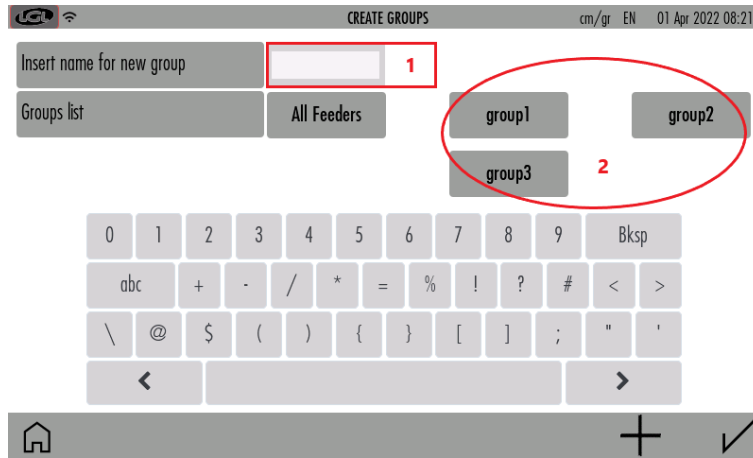 LGL CREATE GROUPS cm/gr EN 01 Apr 2022 08:21
Insert name for new group 1
Groups list All Feeders group1 group2
group3 2
0 1 2 3 4 5 6 7 8 9 Bksp
abc + - / * = % ! ? # < >
\ @ $ ( ) { } [ ] ; " '